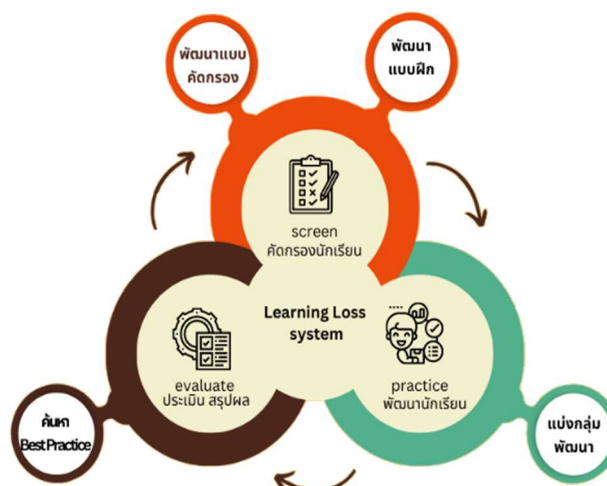 พัฒนาแบบ
คัดกรอง
พัฒนา
แบบฝึก
screen
คัดกรองนักเรียน
Learning Loss
system
evaluate
ประเมิน สรุปผล
practice
พัฒนานักเรียน
ค้นหา
Best Practice
แบ่งกลุ่ม
พัฒนา